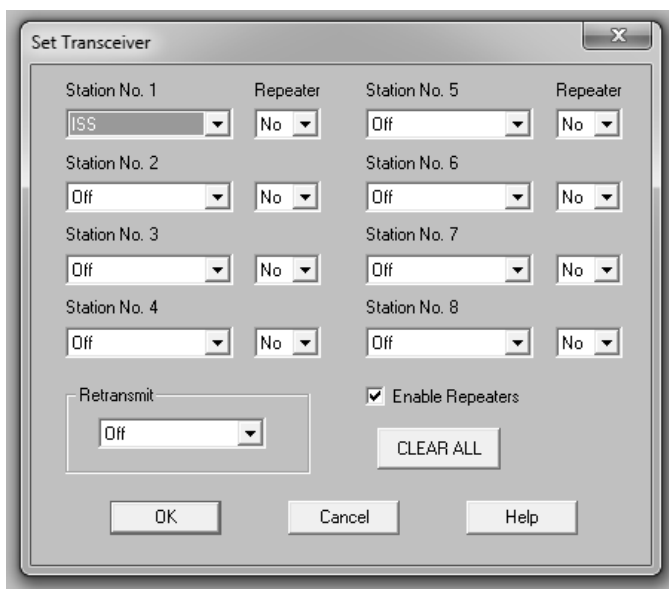 Set Transceiver
Station No. 1 Repeater Station No. 5 Repeater
ISS No Off No
Station No. 2 Station No. 6
Off No Off No
Station No. 3 Station No. 7
Off No Off No
Station No. 4 Station No. 8
Off No Off No
Retransmit
Enable Repeaters
Off
CLEAR ALL
OK Cancel Help